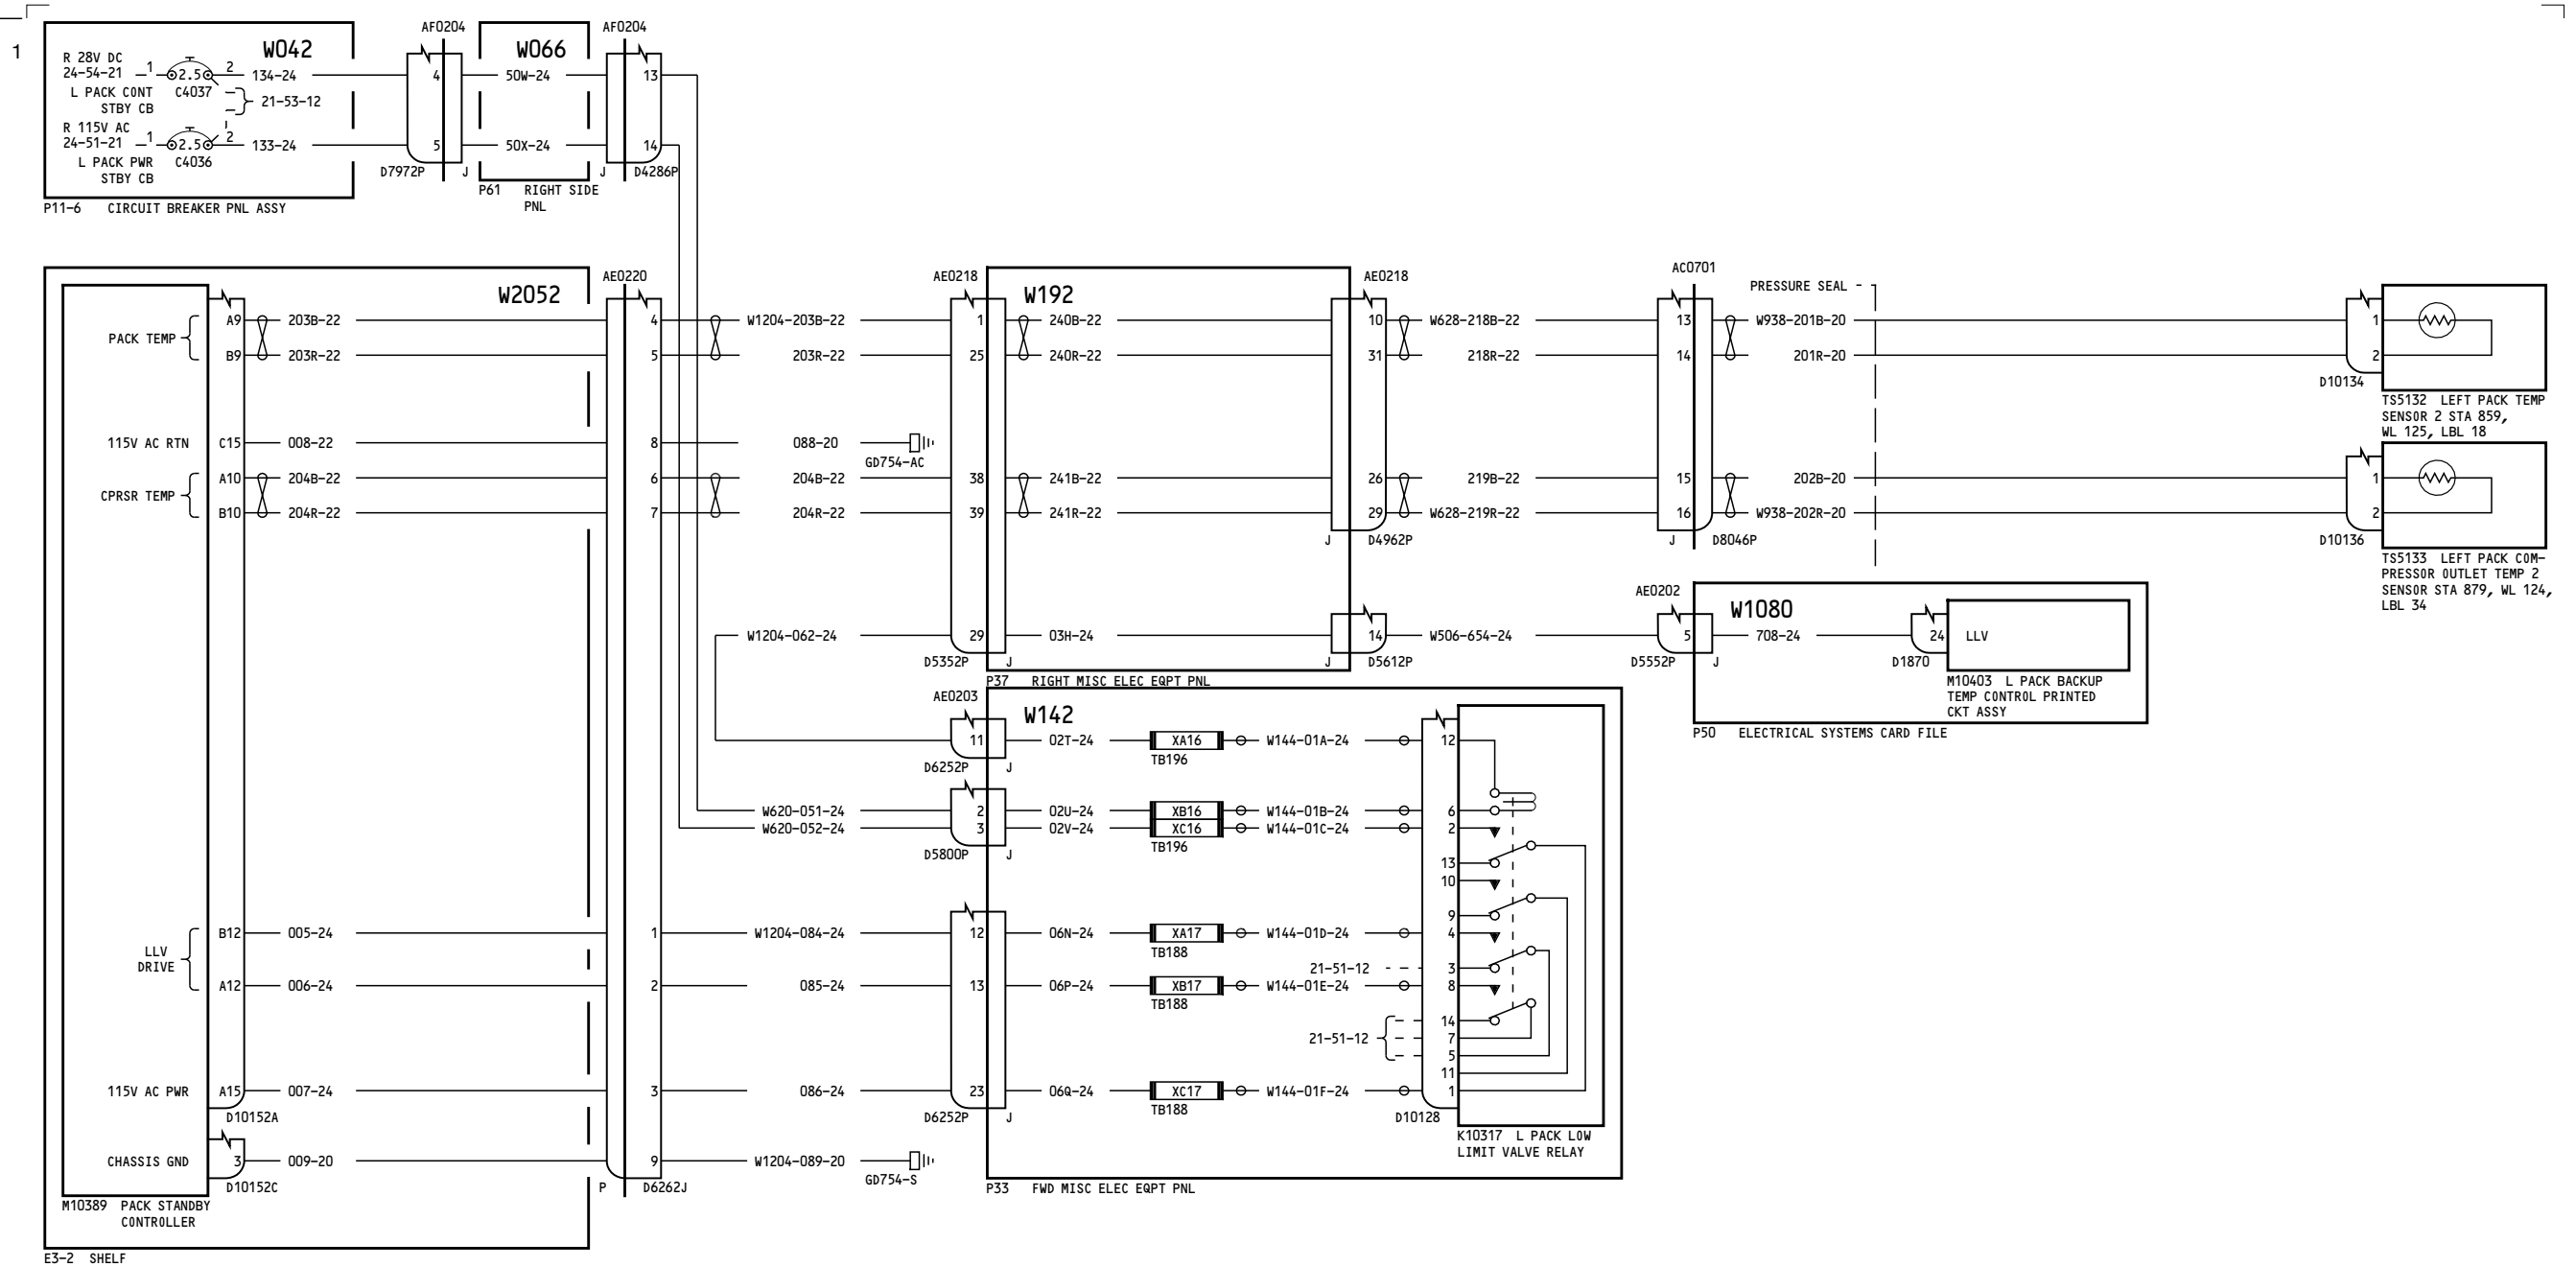 1
W042
R 28V DC
24-54-21
1
2.5
2
134-24
L PACK CONT
STBY CB
C4037
21-53-12
R 115V AC
24-51-21
1
2.5
2
133-24
L PACK PWR
STBY CB
C4036
P11-6 CIRCUIT BREAKER PNL ASSY
AF0204
4
5
D7972P
J
W066
50W-24
50X-24
P61 RIGHT SIDE
PNL
AF0204
13
14
J
D4286P
W2052
PACK TEMP
A9
203B-22
B9
203R-22
115V AC RTN
C15
008-22
CPRSR TEMP
A10
204B-22
B10
204R-22
LLV
DRIVE
B12
005-24
A12
006-24
115V AC PWR
A15
007-24
D10152A
CHASSIS GND
3
009-20
D10152C
M10389 PACK STANDBY
CONTROLLER
E3-2 SHELF
AE0220
4
5
8
6
7
1
2
3
9
P
D6262J
W1204-203B-22
203R-22
088-20
GD754-AC
204B-22
204R-22
W1204-062-24
W620-051-24
W620-052-24
W1204-084-24
085-24
086-24
W1204-089-20
GD754-S
AE0218
1
25
38
39
29
D5352P
J
W192
240B-22
240R-22
241B-22
241R-22
03H-24
P37 RIGHT MISC ELEC EQPT PNL
AE0218
10
31
26
29
J
D4962P
14
J
D5612P
W628-218B-22
218R-22
219B-22
W628-219R-22
W506-654-24
AC0701
13
14
15
16
J
D8046P
PRESSURE SEAL
W938-201B-20
201R-20
202B-20
W938-202R-20
1
2
D10134
TS5132 LEFT PACK TEMP
SENSOR 2 STA 859,
WL 125, LBL 18
1
2
D10136
TS5133 LEFT PACK COM-
PRESSOR OUTLET TEMP 2
SENSOR STA 879, WL 124,
LBL 34
AE0202
5
D5552P
J
W1080
708-24
24
LLV
D1870
M10403 L PACK BACKUP
TEMP CONTROL PRINTED
CKT ASSY
P50 ELECTRICAL SYSTEMS CARD FILE
AE0203
W142
11
02T-24
XA16
W144-01A-24
12
D6252P
J
TB196
2
02U-24
XB16
W144-01B-24
6
3
02V-24
XC16
W144-01C-24
2
D5800P
J
TB196
13
10
9
12
06N-24
XA17
W144-01D-24
4
TB188
21-51-12
3
13
06P-24
XB17
W144-01E-24
8
TB188
14
21-51-12
7
5
11
23
06Q-24
XC17
W144-01F-24
1
D6252P
J
TB188
D10128
K10317 L PACK LOW
LIMIT VALVE RELAY
P33 FWD MISC ELEC EQPT PNL